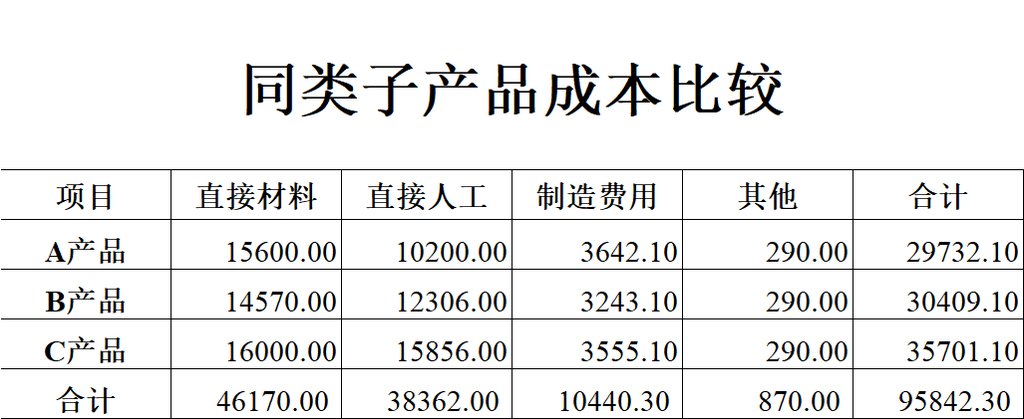 同类子产品成本比较
项目 直接材料 直接人工 制造费用 其他 合计
A产品 15600.00 10200.00 3642.10 290.00 29732.10
B产品 14570.00 12306.00 3243.10 290.00 30409.10
C产品 16000.00 15856.00 3555.10 290.00 35701.10
合计 46170.00 38362.00 10440.30 870.00 95842.30